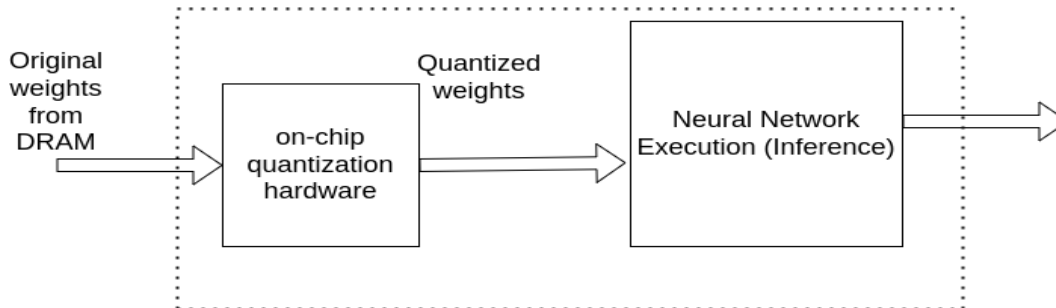 Original
weights
from
DRAM
on-chip
quantization
hardware
Quantized
weights
Neural Network
Execution (Inference)